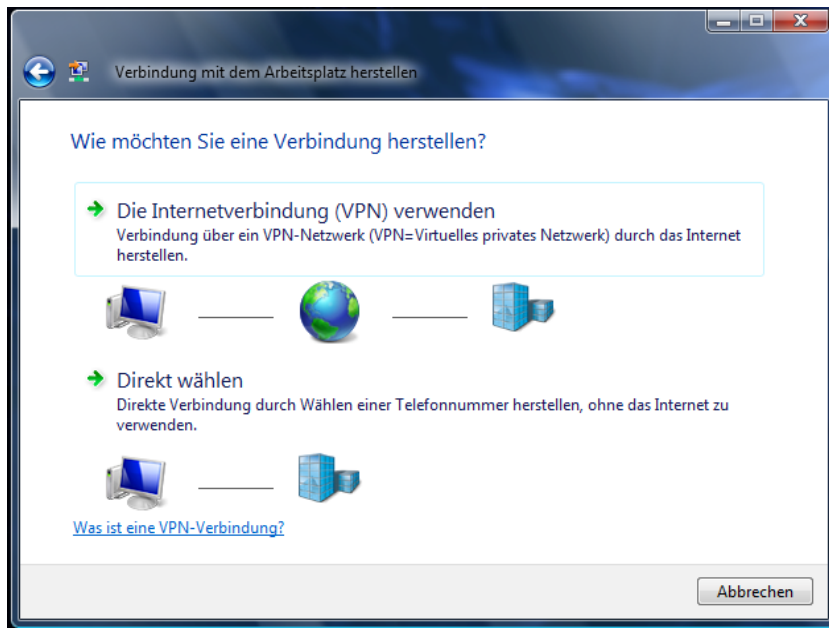 Verbindung mit dem Arbeitsplatz herstellen
Wie möchten Sie eine Verbindung herstellen?
Die Internetverbindung (VPN) verwenden
Verbindung über ein VPN-Netzwerk (VPN=Virtuelles privates Netzwerk) durch das Internet
herstellen.
Direkt wählen
Direkte Verbindung durch Wählen einer Telefonnummer herstellen, ohne das Internet zu
verwenden.
Was ist eine VPN-Verbindung?
Abbrechen